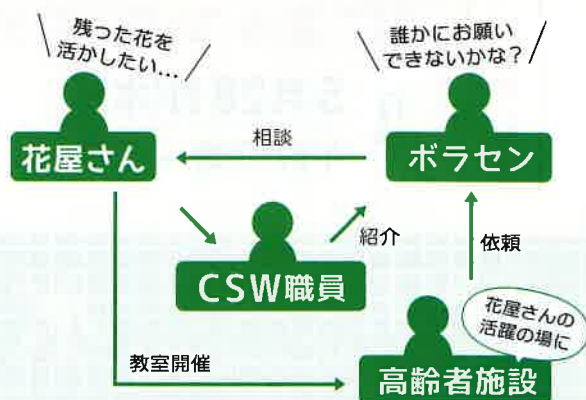 残った花を
活かしたい…
誰かにお願い
できないかな?
花屋さん
相談
ボラセン
紹介
依頼
CSW職員
花屋さんの
活躍の場に
教室開催
高齢者施設